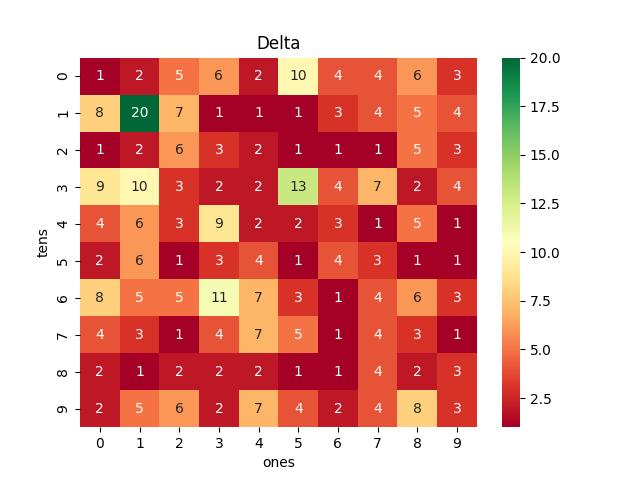 Delta
0 1 2 5 6 2 10 4 4 6 3
1 8 20 7 1 1 1 3 4 5 4
2 1 2 6 3 2 1 1 1 5 3
3 9 10 3 2 2 13 4 7 2 4
4 4 6 3 9 2 2 3 1 5 1
5 2 6 1 3 4 1 4 3 1 1
6 8 5 5 11 7 3 1 4 6 3
7 4 3 1 4 7 5 1 4 3 1
8 2 1 2 2 2 1 1 4 2 3
9 2 5 6 2 7 4 2 4 8 3
0 1 2 3 4 5 6 7 8 9
ones
tens
20.0
17.5
15.0
12.5
10.0
7.5
5.0
2.5